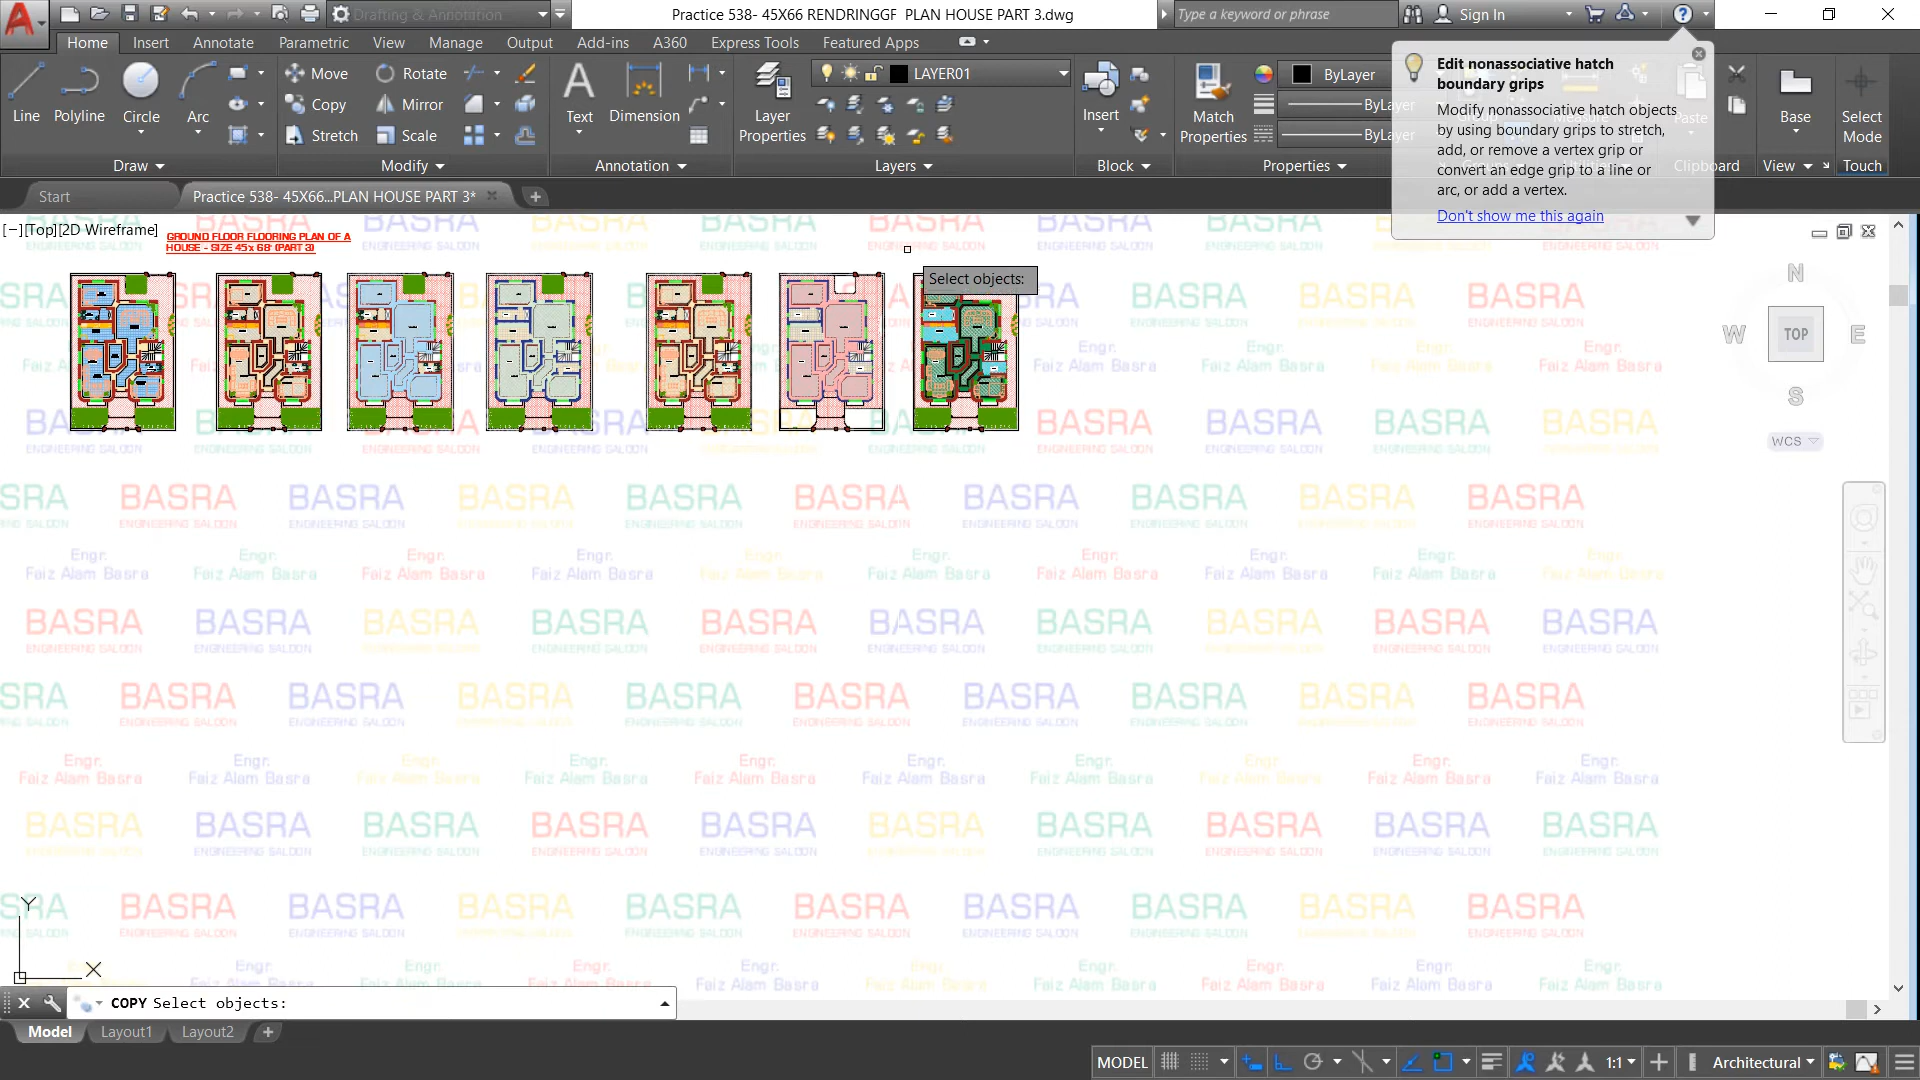 Drafting & Annotation
Practice 538- 45X66 RENDRINGGF PLAN HOUSE PART 3.dwg
Type a keyword or phrase
Sign In
Home
Insert
Annotate
Parametric
View
Manage
Output
Add-ins
A360
Express Tools
Featured Apps
Line
Polyline
Circle
Arc
Move
Rotate
Copy
Mirror
Stretch
Scale
Text
Dimension
Layer
Properties
LAYER01
Insert
Match
Properties
ByLayer
ByLayer
ByLayer
Paste
Base
Select
Mode
Draw
Modify
Annotation
Layers
Block
Properties
Clipboard
View
Touch
Edit nonassociative hatch
boundary grips
Modify nonassociative hatch objects
by using boundary grips to stretch,
add, or remove a vertex grip or
convert an edge grip to a line or
arc, or add a vertex.
Don't show me this again
Start
Practice 538- 45X66...PLAN HOUSE PART 3*
[−][Top][2D Wireframe]
GROUND FLOOR FLOORING PLAN OF A
HOUSE - SIZE 45x 68' (PART 3)
Select objects:
N
W
TOP
E
S
WCS
BASRA
ENGINEERING SALOON
Engr.
Faiz Alam Basra
Y
X
COPY Select objects:
Model
Layout1
Layout2
MODEL
1:1
Architectural